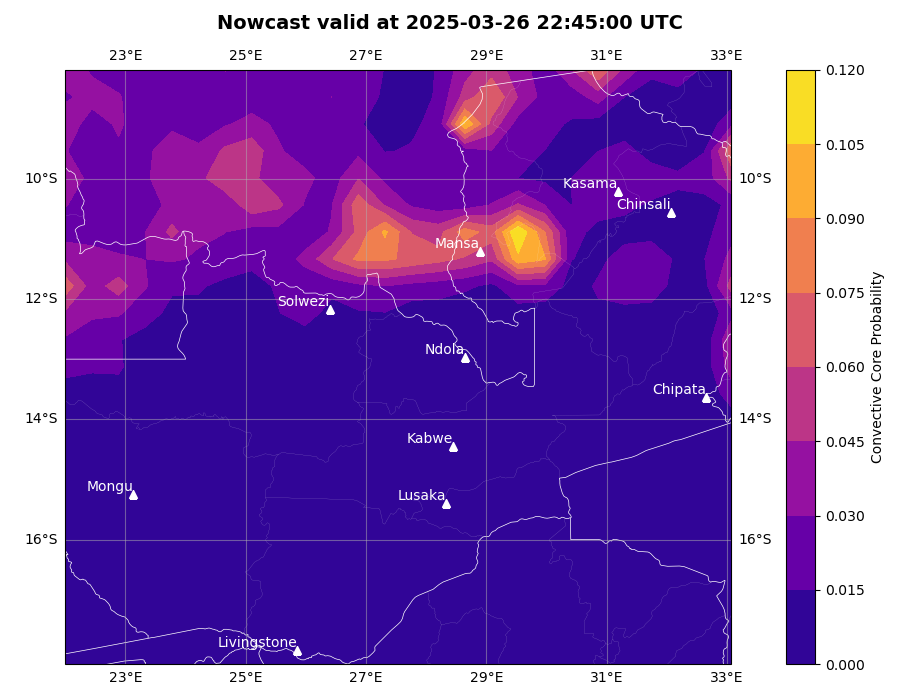 Nowcast valid at 2025-03-26 22:45:00 UTC
23°E 25°E 27°E 29°E 31°E 33°E
0.120
0.105
10°S 10°S
Kasama
Chinsali
0.090
Mansa
0.075
12°S 12°S
Solwezi
Ndola
0.060
Chipata
14°S 14°S
0.045
Kabwe
Mongu
Lusaka
0.030
16°S 16°S
0.015
Livingstone
0.000
23°E 25°E 27°E 29°E 31°E 33°E
Convective Core Probability